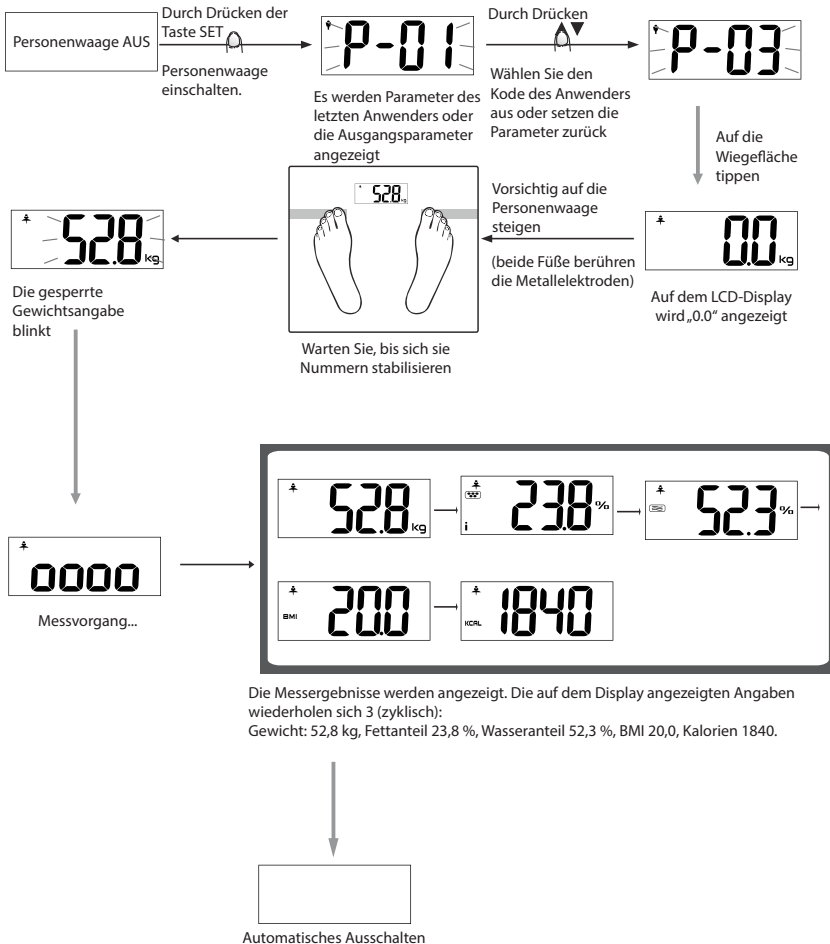 Personenwaage AUS
Durch Drücken der
Taste SET
Personenwaage
einschalten.
P-01
Es werden Parameter des
letzten Anwenders oder
die Ausgangsparameter
angezeigt
Durch Drücken
Wählen Sie den
Kode des Anwenders
aus oder setzen die
Parameter zurück
P-03
Auf die
Wiegefläche
tippen
0.0 kg
Auf dem LCD-Display
wird „0.0“ angezeigt
Vorsichtig auf die
Personenwaage
steigen
(beide Füße berühren
die Metallelektroden)
52.8
Warten Sie, bis sich sie
Nummern stabilisieren
52.8 kg
Die gesperrte
Gewichtsangabe
blinkt
oooo
Messvorgang...
52.8 kg
23.8 %
i
52.3 %
BMI 20.0
KCAL 1840
Die Messergebnisse werden angezeigt. Die auf dem Display angezeigten Angaben
wiederholen sich 3 (zyklisch):
Gewicht: 52,8 kg, Fettanteil 23,8 %, Wasseranteil 52,3 %, BMI 20,0, Kalorien 1840.
Automatisches Ausschalten